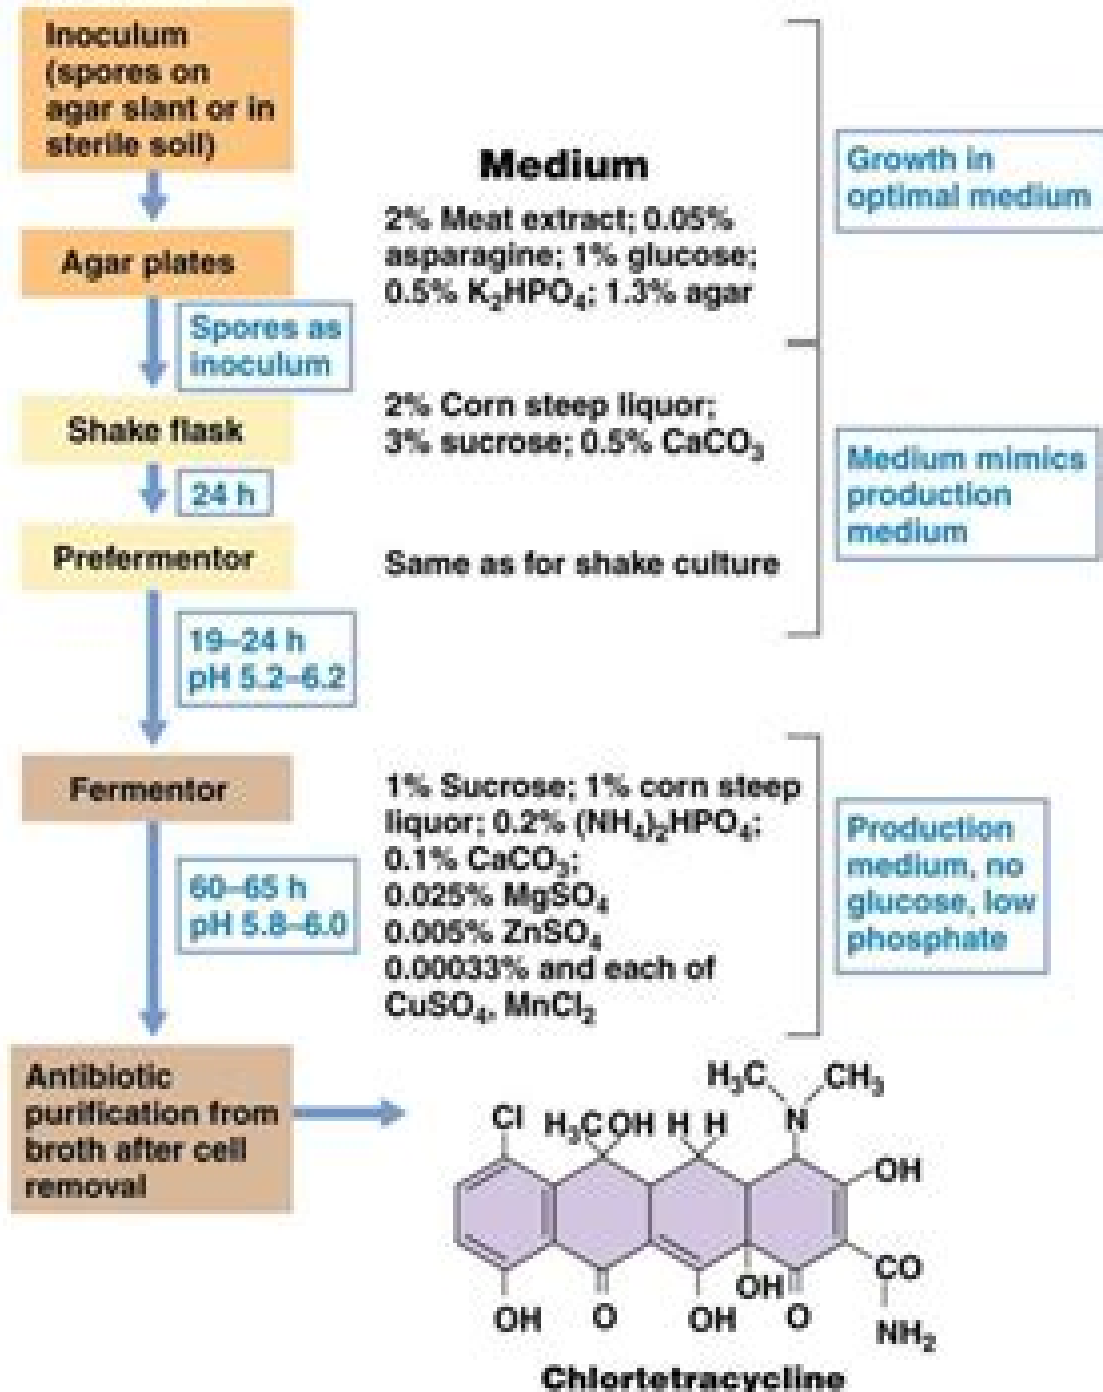 Inoculum
(spores on
agar slant or in
sterile soil)
Medium
Growth in
optimal medium
2% Meat extract; 0.05%
asparagine; 1% glucose;
0.5% K₂HPO₄; 1.3% agar
Agar plates
Spores as
inoculum
Shake flask
2% Corn steep liquor;
3% sucrose; 0.5% CaCO₃
Medium mimics
production
medium
24 h
Prefermentor
Same as for shake culture
19–24 h
pH 5.2–6.2
Fermentor
1% Sucrose; 1% corn steep
liquor; 0.2% (NH₄)₂HPO₄;
0.1% CaCO₃;
0.025% MgSO₄
0.005% ZnSO₄
0.00033% and each of
CuSO₄, MnCl₂
Production
medium, no
glucose, low
phosphate
60–65 h
pH 5.8–6.0
Antibiotic
purification from
broth after cell
removal
H₃C CH₃
Cl H₃C OH H H N
OH
CO
OH O OH OH O
NH₂
Chlortetracycline